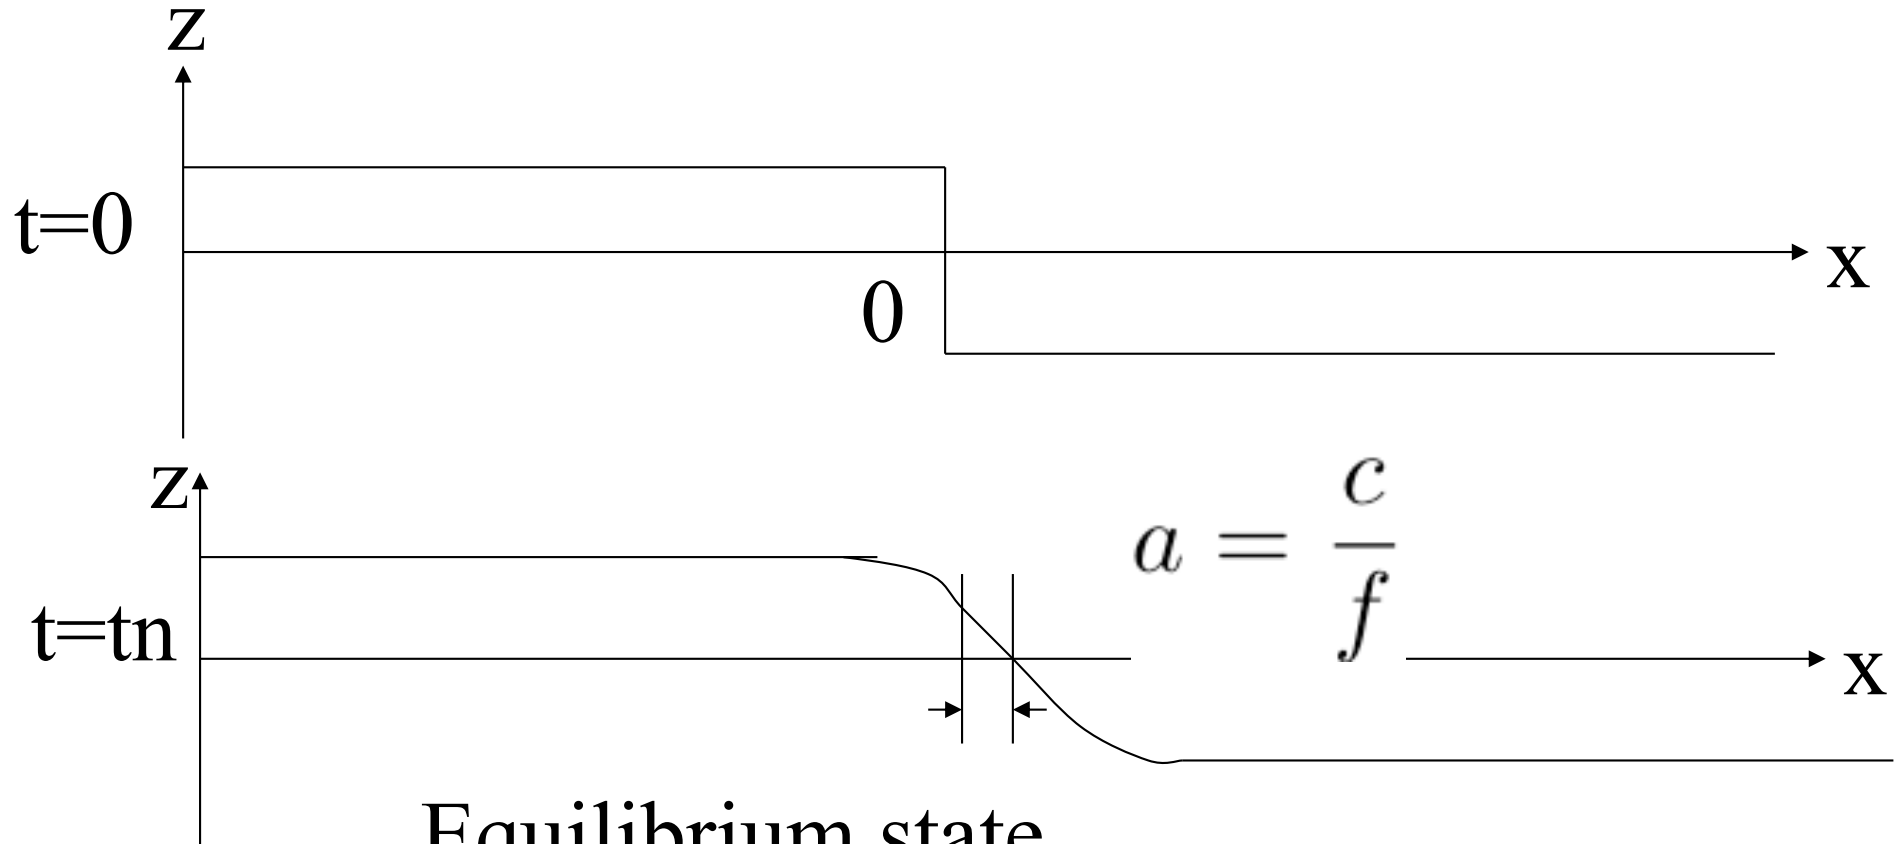 z
t=0
x
0
z
a = c/f
t=tn
x
Equilibrium state